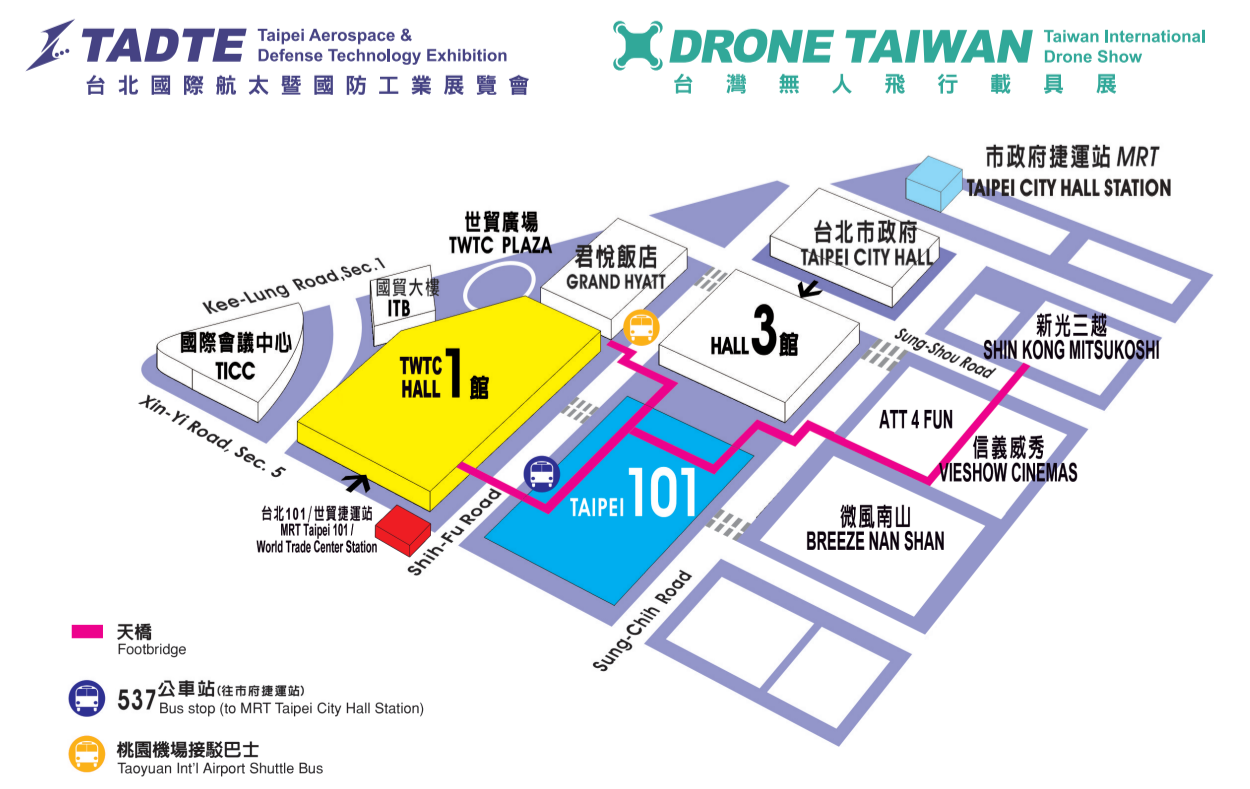 TADTE
Taipei Aerospace &
Defense Technology Exhibition
台北國際航太暨國防工業展覽會
DRONE TAIWAN
Taiwan International
Drone Show
台灣無人飛行載具展
市政府捷運站 MRT
TAIPEI CITY HALL STATION
世貿廣場
TWTC PLAZA
君悅飯店
GRAND HYATT
台北市政府
TAIPEI CITY HALL
Kee-Lung Road,Sec.1
國貿大樓
ITB
國際會議中心
TICC
TWTC
HALL 1 館
HALL 3 館
Sung-Shou Road
新光三越
SHIN KONG MITSUKOSHI
Xin-Yi Road, Sec. 5
ATT 4 FUN
信義威秀
VIESHOW CINEMAS
TAIPEI 101
微風南山
BREEZE NAN SHAN
台北101/世貿捷運站
MRT Taipei 101 /
World Trade Center Station
Shih-Fu Road
Sung-Chih Road
天橋
Footbridge
537公車站(往市府捷運站)
Bus stop (to MRT Taipei City Hall Station)
桃園機場接駁巴士
Taoyuan Int'l Airport Shuttle Bus